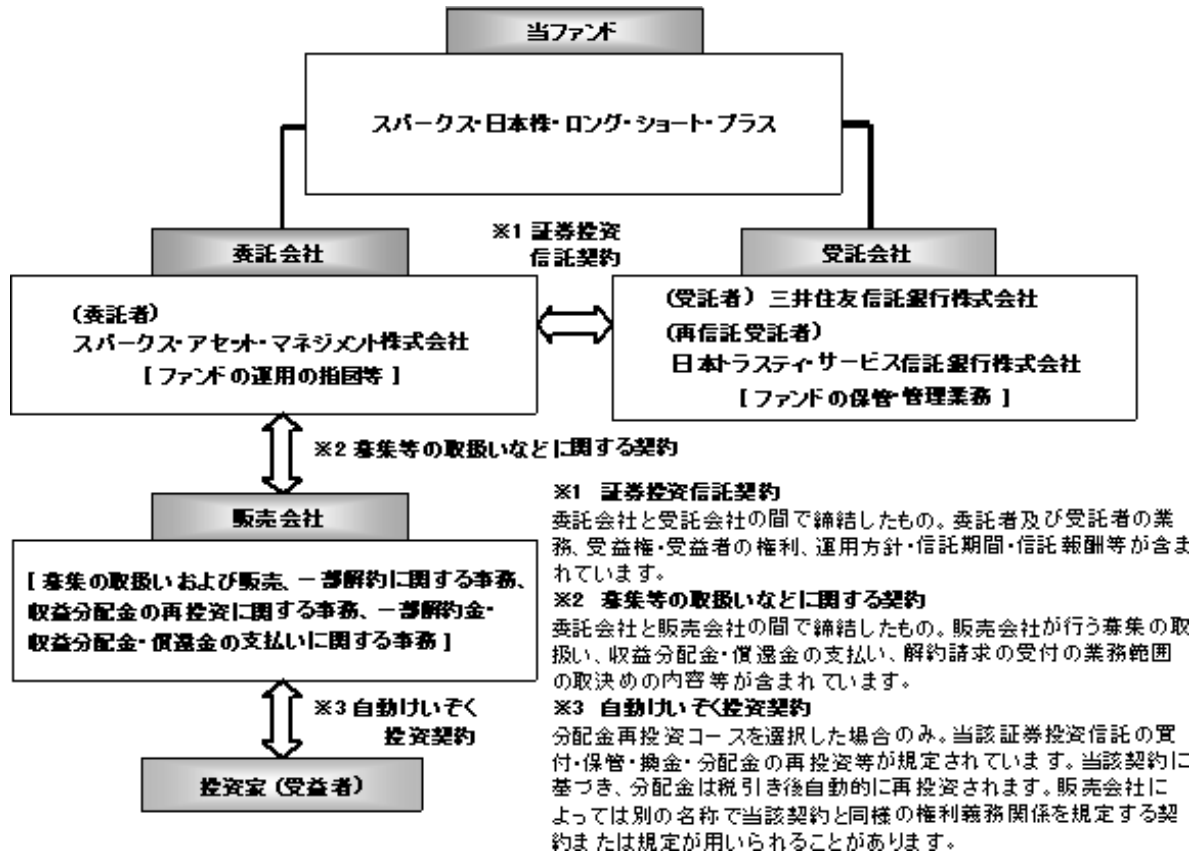 当ファンド
スパークス・日本株・ロング・ショート・プラス
※1 証券投資
信託契約
委託会社
(委託者)
スパークス・アセット・マネジメント株式会社
[ ファンドの運用の指図等 ]
受託会社
(受託者) 三井住友信託銀行株式会社
(再信託受託者)
日本トラスティ・サービス信託銀行株式会社
[ ファンドの保管・管理業務 ]
※2 募集等の取扱いなどに関する契約
販売会社
[ 募集の取扱いおよび販売、一部解約に関する事務、
収益分配金の再投資に関する事務、一部解約金・
収益分配金・償還金の支払いに関する事務 ]
※3 自動けいぞく
投資契約
投資家 (受益者)
※1 証券投資信託契約
委託会社と受託会社の間で締結したもの。委託者及び受託者の業
務、受益権・受益者の権利、運用方針・信託期間・信託報酬等が含ま
れています。
※2 募集等の取扱いなどに関する契約
委託会社と販売会社の間で締結したもの。販売会社が行う募集の取
扱い、収益分配金・償還金の支払い、解約請求の受付の業務範囲
の取決めの内容等が含まれています。
※3 自動けいぞく投資契約
分配金再投資コースを選択した場合のみ。当該証券投資信託の買
付・保管・換金・分配金の再投資等が規定されています。当該契約に
基づき、分配金は税引き後自動的に再投資されます。販売会社に
よっては別の名称で当該契約と同様の権利義務関係を規定する契
約または規定が用いられることがあります。